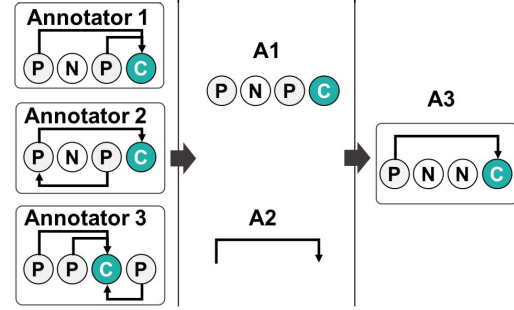 Annotator 1
P N P C
Annotator 2
P N P C
Annotator 3
P P C P
A1
P N P C
A2
A3
P N N C